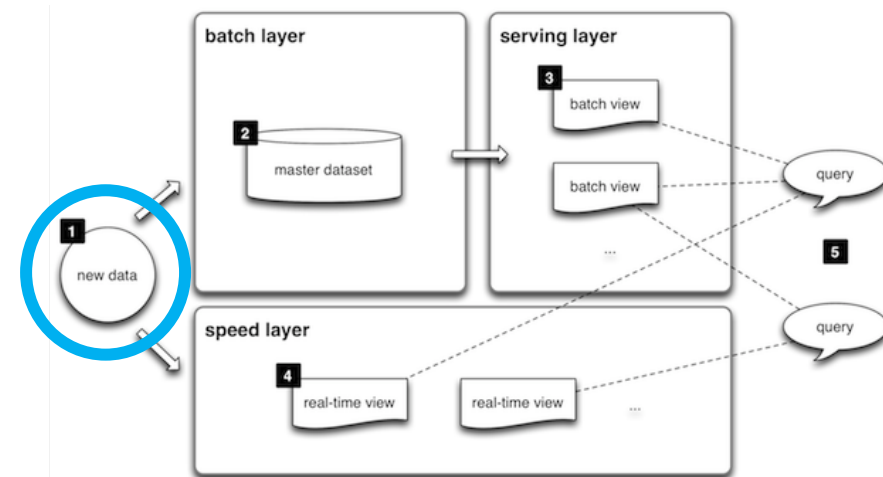 batch layer
2
master dataset
serving layer
3
batch view
batch view
...
1
new data
query
5
query
speed layer
4
real-time view
real-time view
...